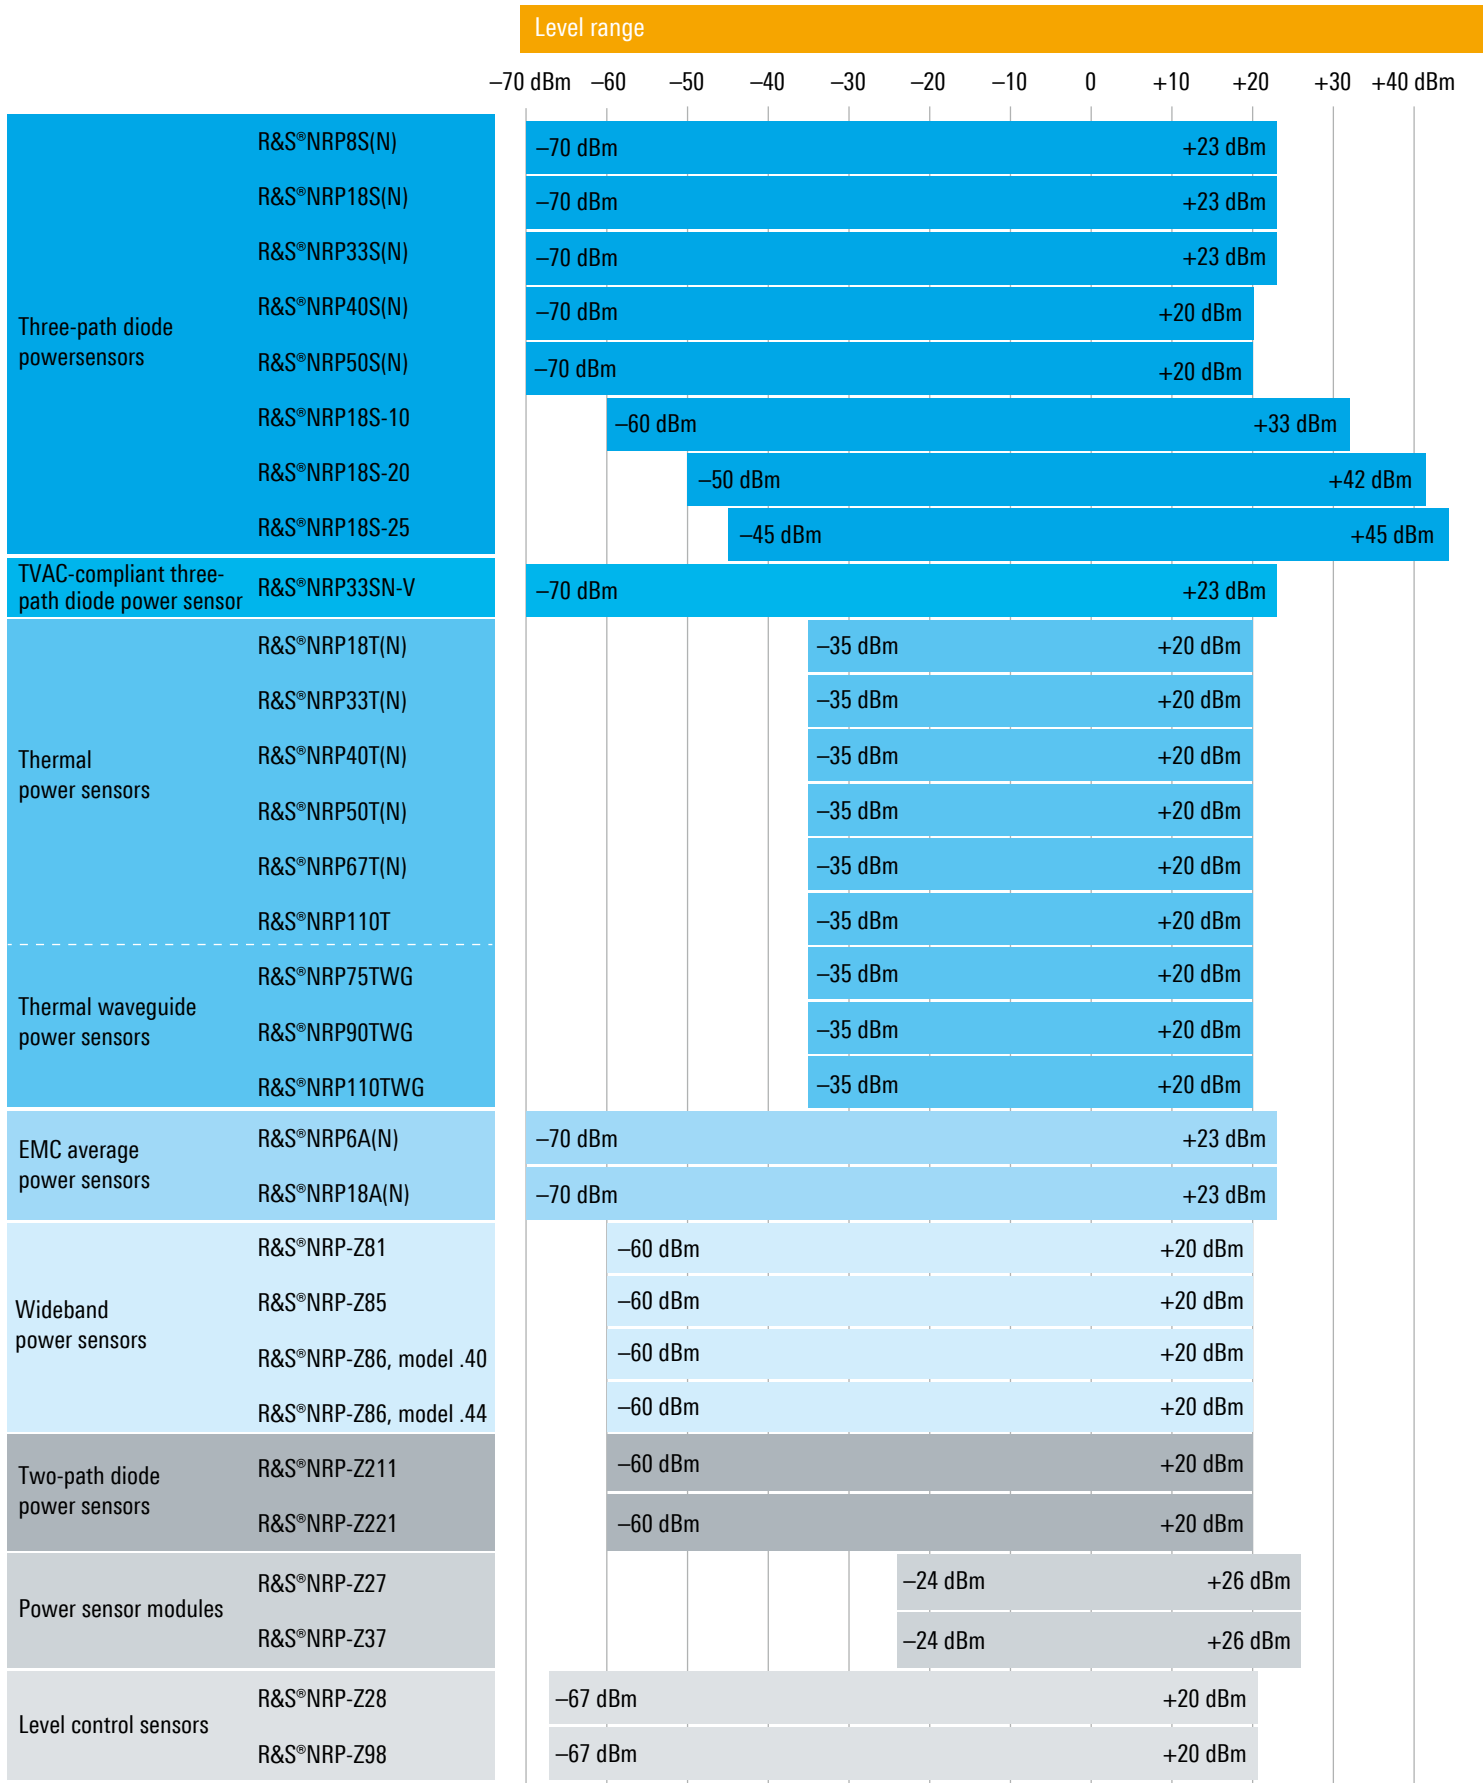 Level range
–70 dBm –60 –50 –40 –30 –20 –10 0 +10 +20 +30 +40 dBm
Three-path diode
powersensors
R&S®NRP8S(N) –70 dBm +23 dBm
R&S®NRP18S(N) –70 dBm +23 dBm
R&S®NRP33S(N) –70 dBm +23 dBm
R&S®NRP40S(N) –70 dBm +20 dBm
R&S®NRP50S(N) –70 dBm +20 dBm
R&S®NRP18S-10 –60 dBm +33 dBm
R&S®NRP18S-20 –50 dBm +42 dBm
R&S®NRP18S-25 –45 dBm +45 dBm
TVAC-compliant three-
path diode power sensor
R&S®NRP33SN-V –70 dBm +23 dBm
Thermal
power sensors
R&S®NRP18T(N) –35 dBm +20 dBm
R&S®NRP33T(N) –35 dBm +20 dBm
R&S®NRP40T(N) –35 dBm +20 dBm
R&S®NRP50T(N) –35 dBm +20 dBm
R&S®NRP67T(N) –35 dBm +20 dBm
R&S®NRP110T –35 dBm +20 dBm
Thermal waveguide
power sensors
R&S®NRP75TWG –35 dBm +20 dBm
R&S®NRP90TWG –35 dBm +20 dBm
R&S®NRP110TWG –35 dBm +20 dBm
EMC average
power sensors
R&S®NRP6A(N) –70 dBm +23 dBm
R&S®NRP18A(N) –70 dBm +23 dBm
Wideband
power sensors
R&S®NRP-Z81 –60 dBm +20 dBm
R&S®NRP-Z85 –60 dBm +20 dBm
R&S®NRP-Z86, model .40 –60 dBm +20 dBm
R&S®NRP-Z86, model .44 –60 dBm +20 dBm
Two-path diode
power sensors
R&S®NRP-Z211 –60 dBm +20 dBm
R&S®NRP-Z221 –60 dBm +20 dBm
Power sensor modules
R&S®NRP-Z27 –24 dBm +26 dBm
R&S®NRP-Z37 –24 dBm +26 dBm
Level control sensors
R&S®NRP-Z28 –67 dBm +20 dBm
R&S®NRP-Z98 –67 dBm +20 dBm